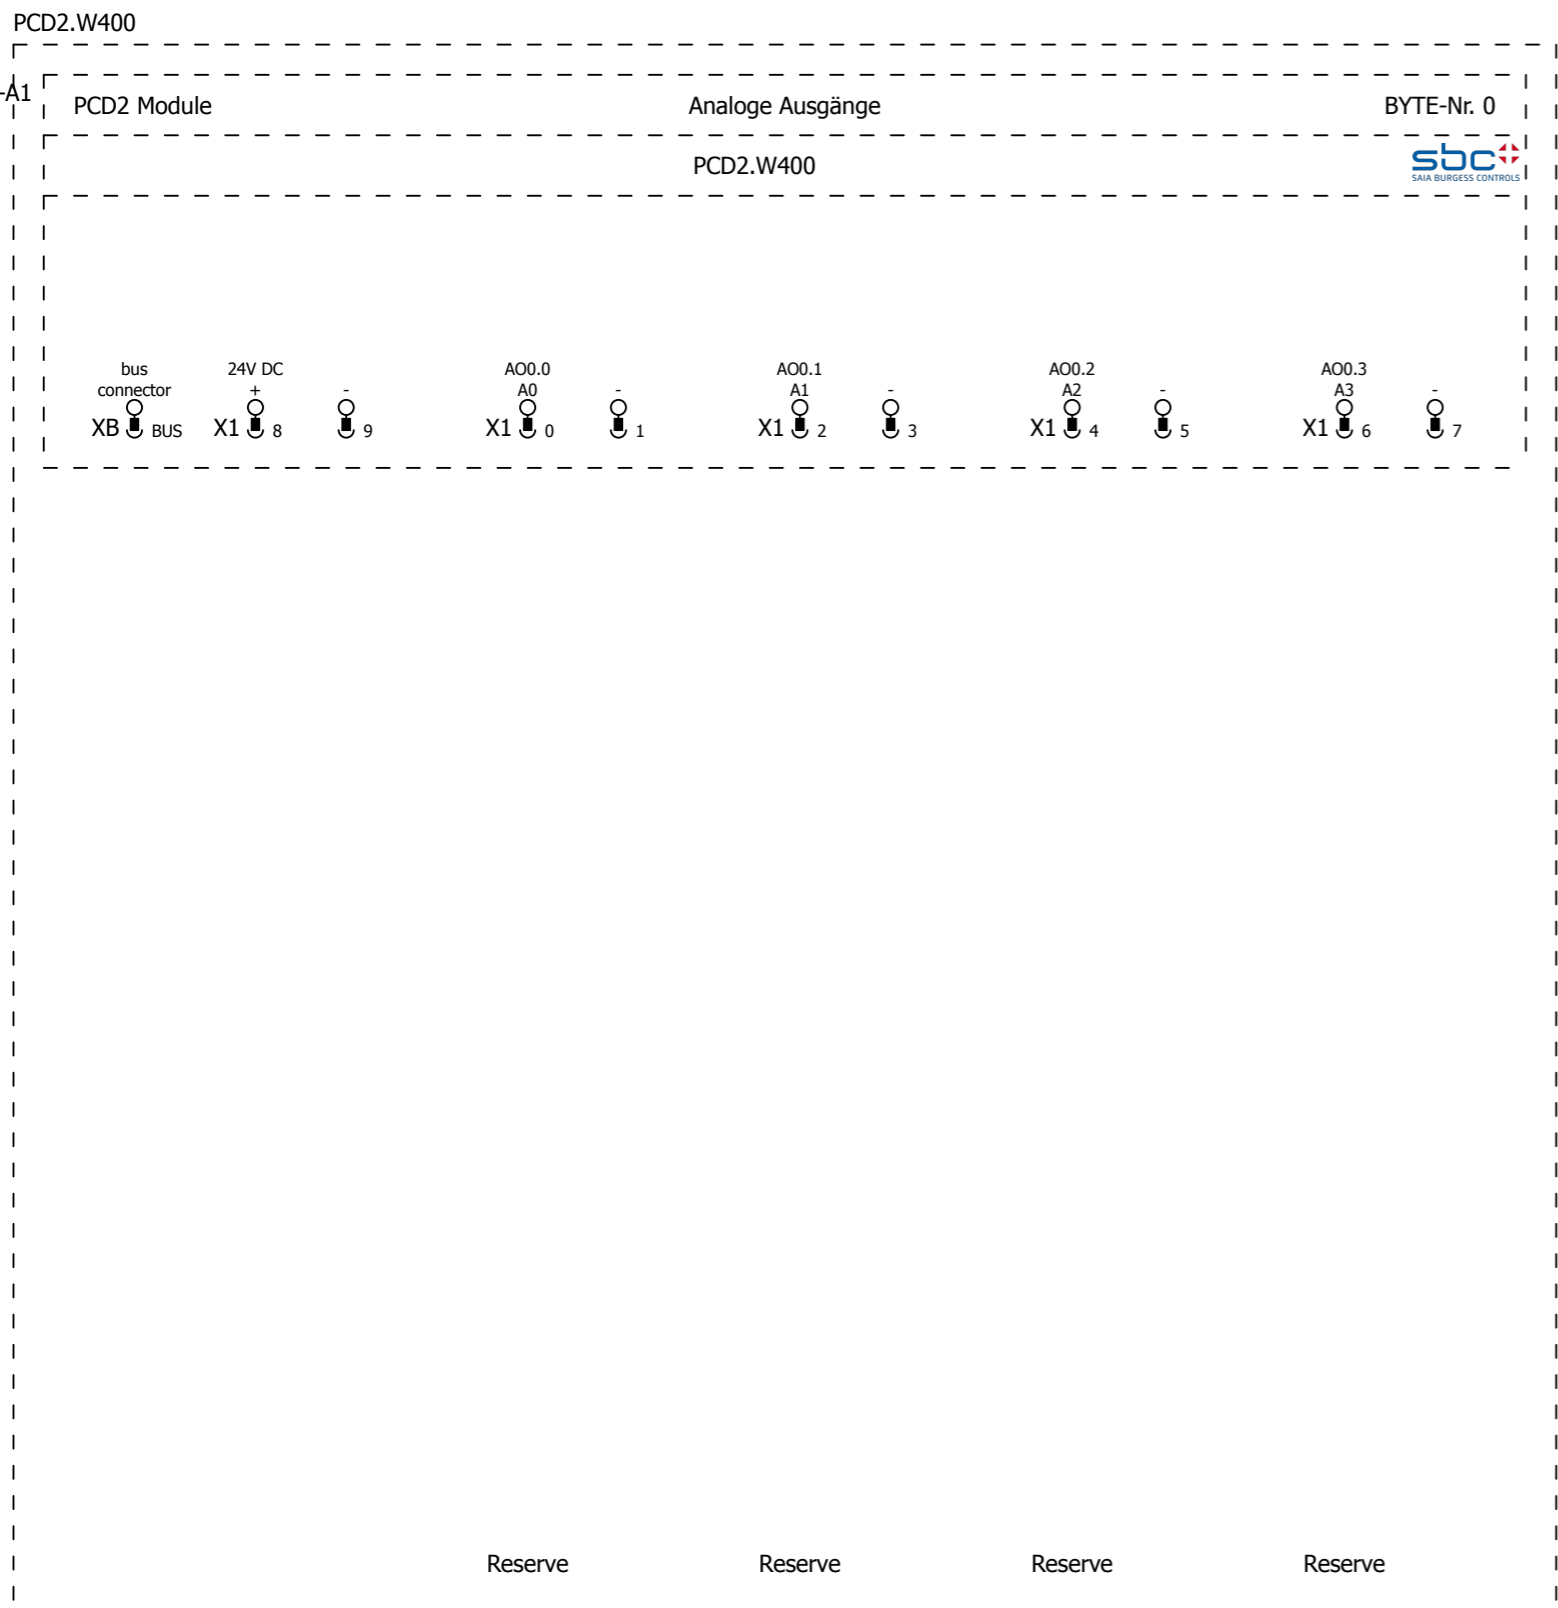 PCD2.W400
-A1
PCD2 Module Analoge Ausgänge BYTE-Nr. 0
PCD2.W400
sbc
SAIA BURGESS CONTROLS
bus 24V DC AO0.0 AO0.1 AO0.2 AO0.3
connector + - A0 - A1 - A2 - A3 -
XB BUS X1 8 9 X1 0 1 X1 2 3 X1 4 5 X1 6 7
Reserve Reserve Reserve Reserve